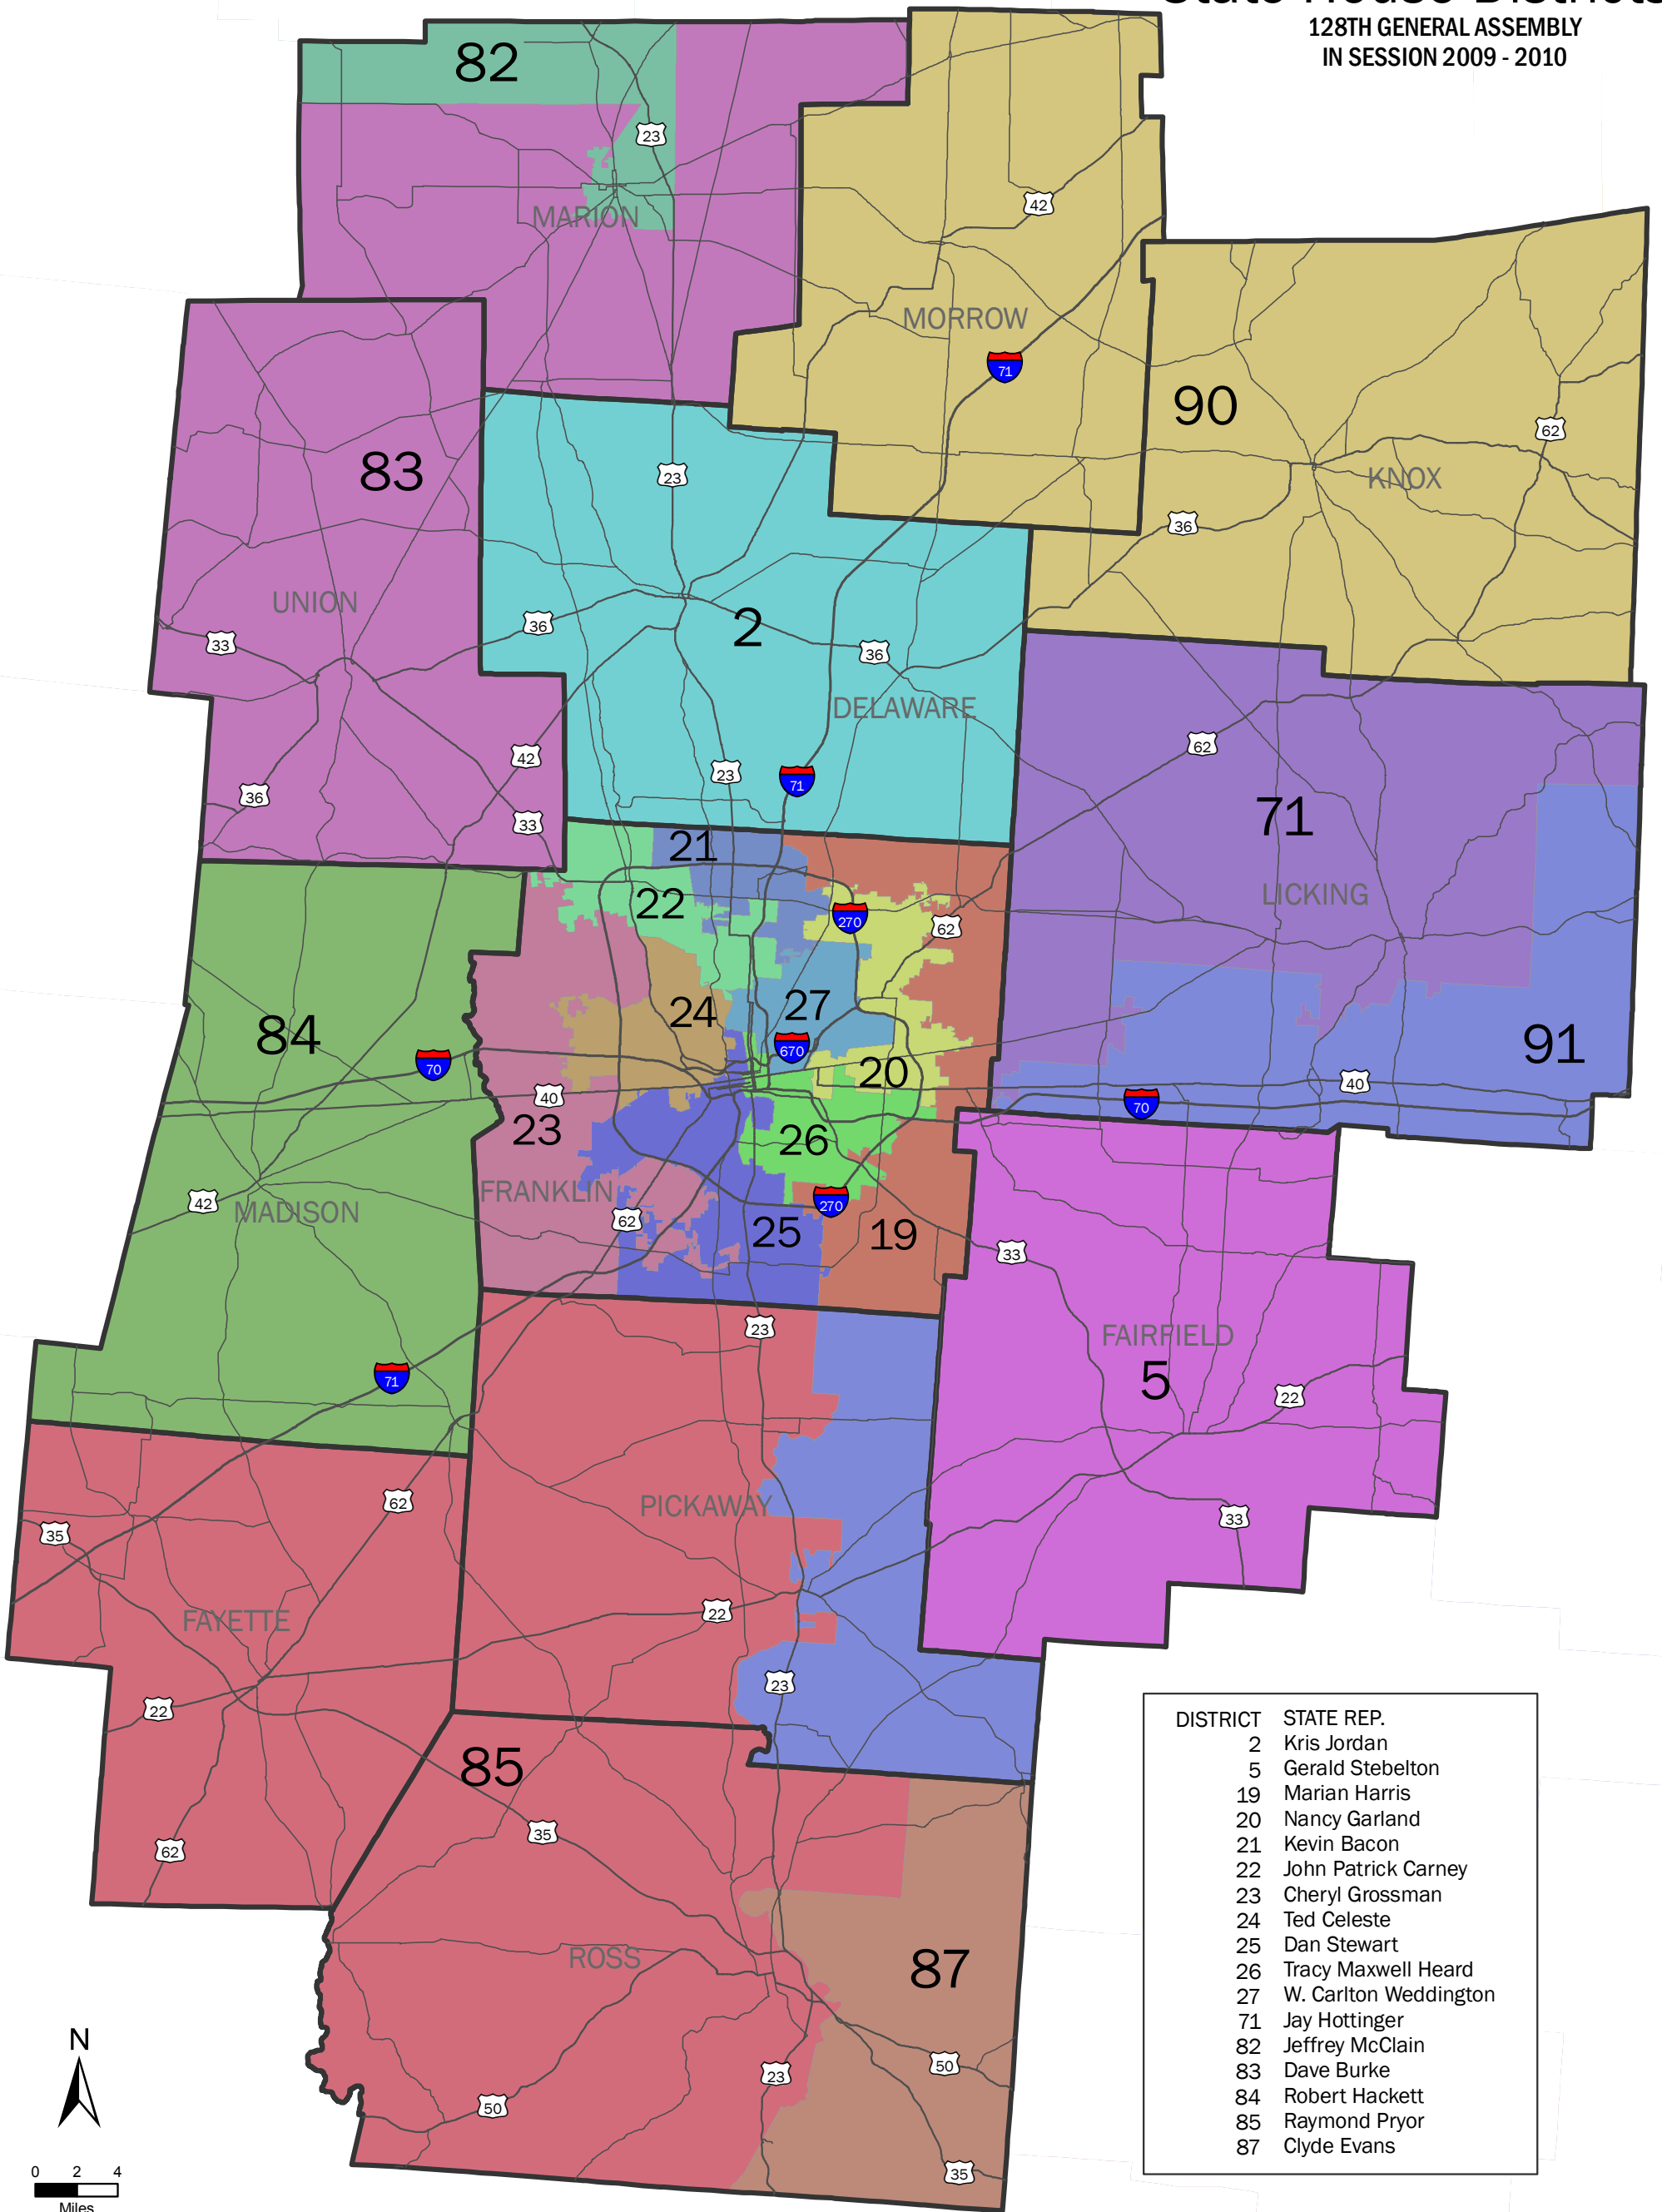 State House Districts
128TH GENERAL ASSEMBLY
IN SESSION 2009 - 2010
82
23
MARION
42
MORROW
71
90
62
83
23
KNOX
36
UNION
36
2
33
36
DELAWARE
62
42
23
71
36
71
33
21
LICKING
22
270
62
24
27
84
91
670
70
20
40
40
70
23
26
FRANKLIN
42
MADISON
270
62
25
19
33
23
FAIRFIELD
71
5
22
62
PICKAWAY
33
35
22
FAYETTE
23
22
85
35
62
ROSS
87
50
23
50
35
DISTRICT STATE REP.
2 Kris Jordan
5 Gerald Stebelton
19 Marian Harris
20 Nancy Garland
21 Kevin Bacon
22 John Patrick Carney
23 Cheryl Grossman
24 Ted Celeste
25 Dan Stewart
26 Tracy Maxwell Heard
27 W. Carlton Weddington
71 Jay Hottinger
82 Jeffrey McClain
83 Dave Burke
84 Robert Hackett
85 Raymond Pryor
87 Clyde Evans
N
0 2 4
Miles